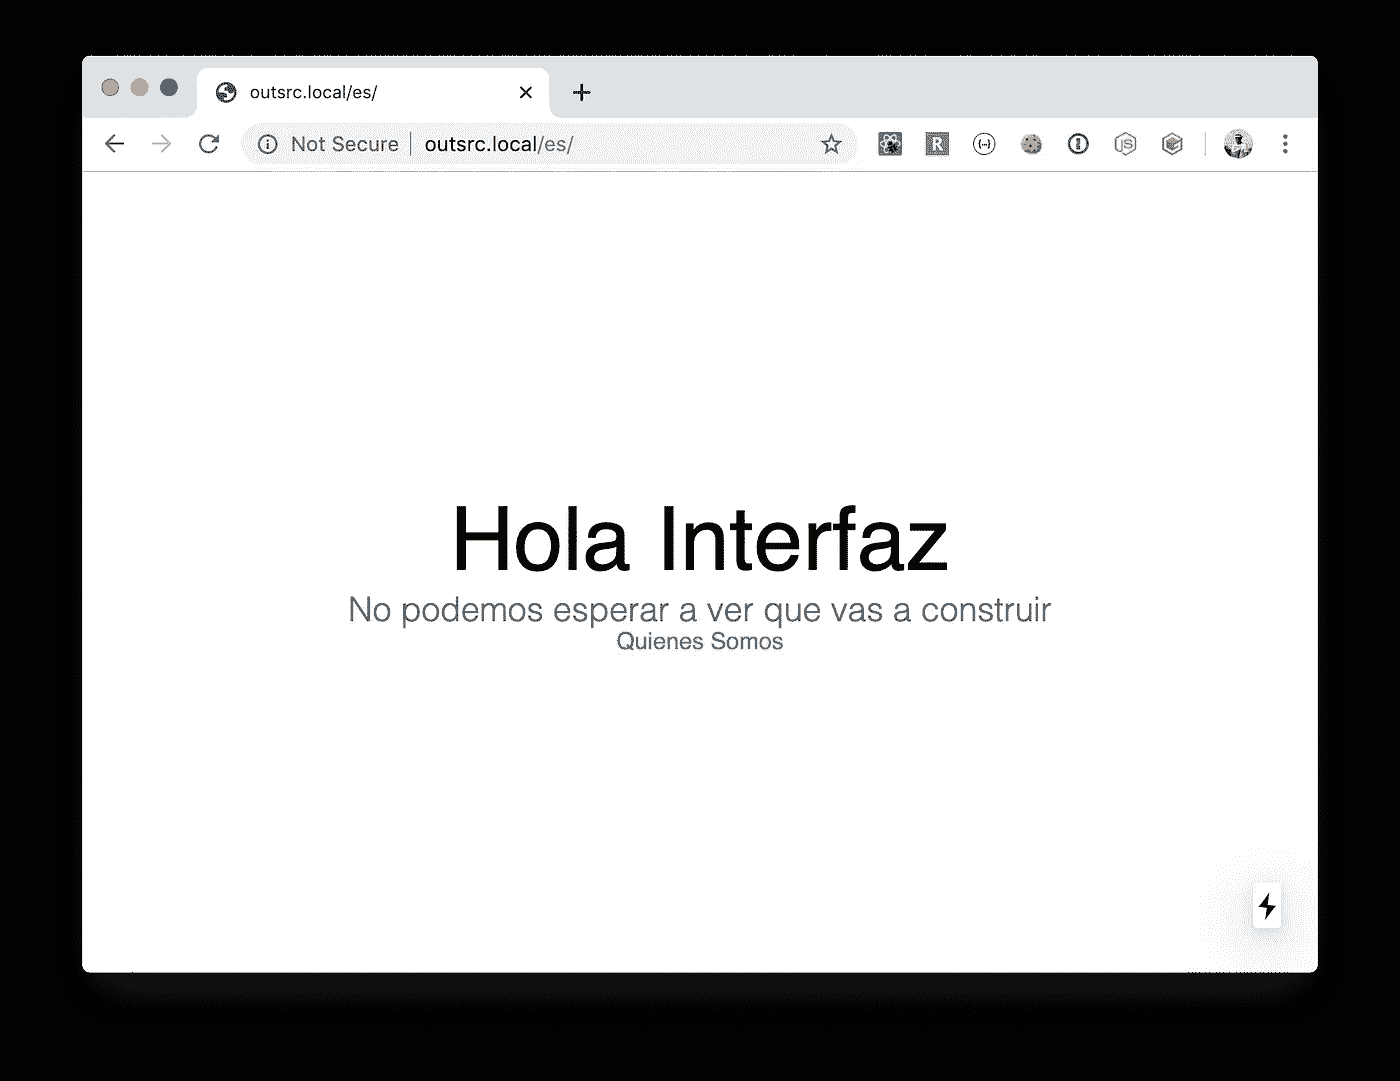 outsrc.local/es/
Not Secure outsrc.local/es/
R
JS
Hola Interfaz
No podemos esperar a ver que vas a construir
Quienes Somos